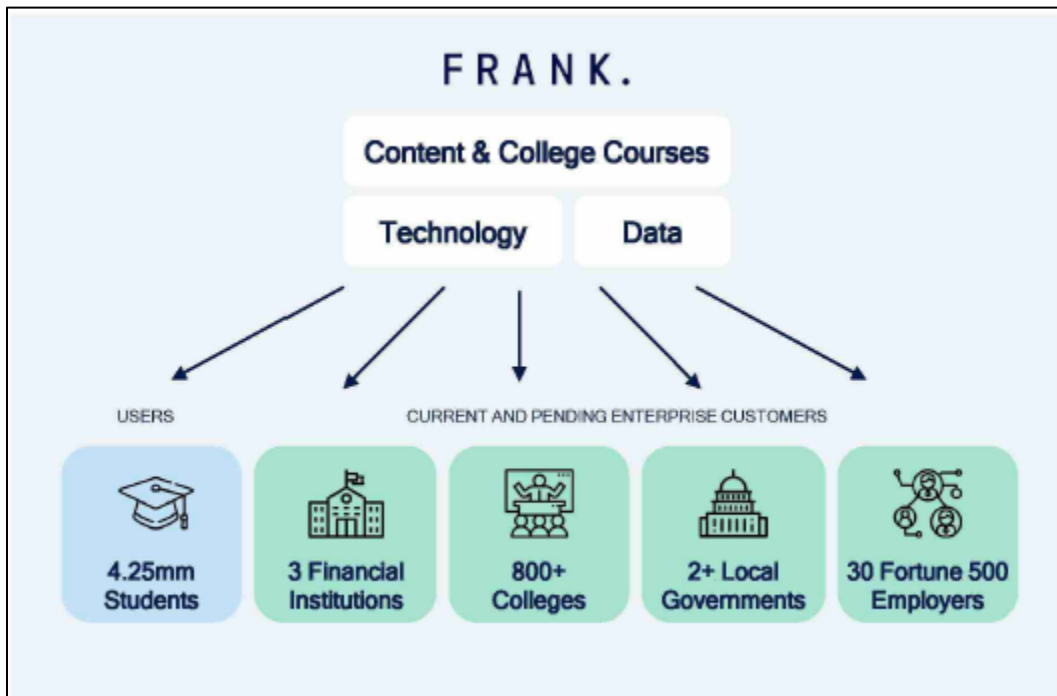 FRANK.
Content & College Courses
Technology
Data
USERS
CURRENT AND PENDING ENTERPRISE CUSTOMERS
4.25mm
Students
3 Financial
Institutions
800+
Colleges
2+ Local
Governments
30 Fortune 500
Employers